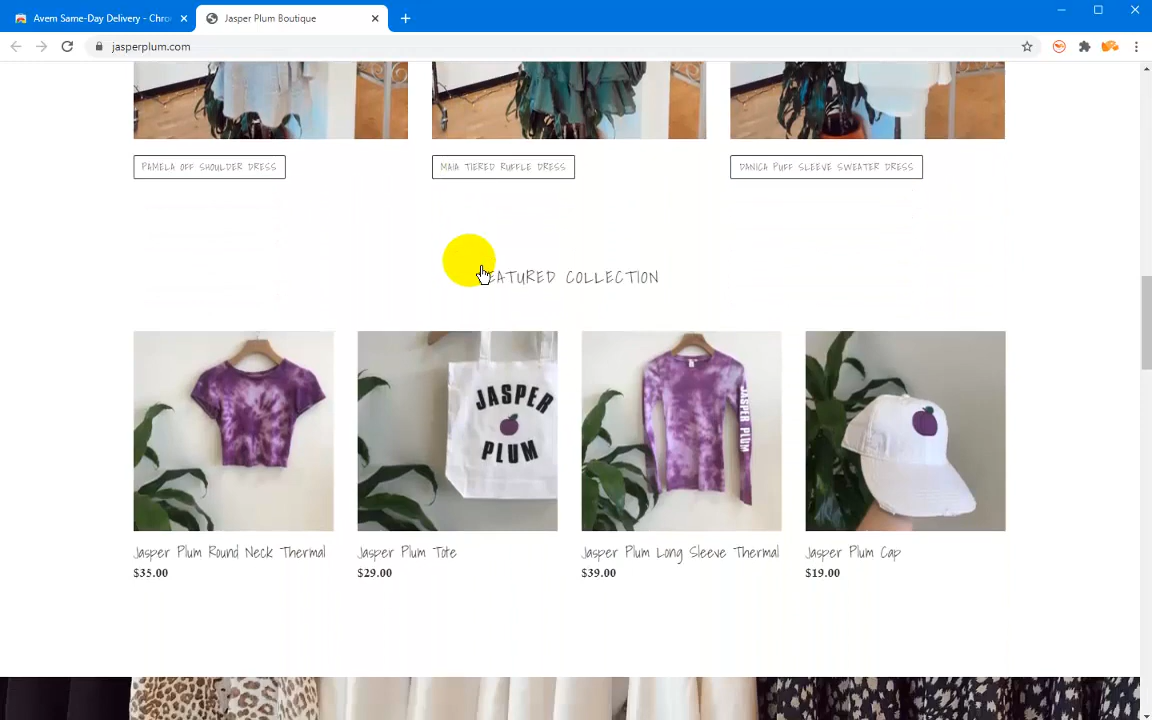 Avem Same-Day Delivery - Chro
Jasper Plum Boutique
jasperplum.com
PAMELA OFF SHOULDER DRESS
MAIA TIERED RUFFLE DRESS
DANICA PUFF SLEEVE SWEATER DRESS
FEATURED COLLECTION
JASPER
PLUM
JASPER PLUM
Jasper Plum Round Neck Thermal
Jasper Plum Tote
Jasper Plum Long Sleeve Thermal
Jasper Plum Cap
$35.00
$29.00
$39.00
$19.00